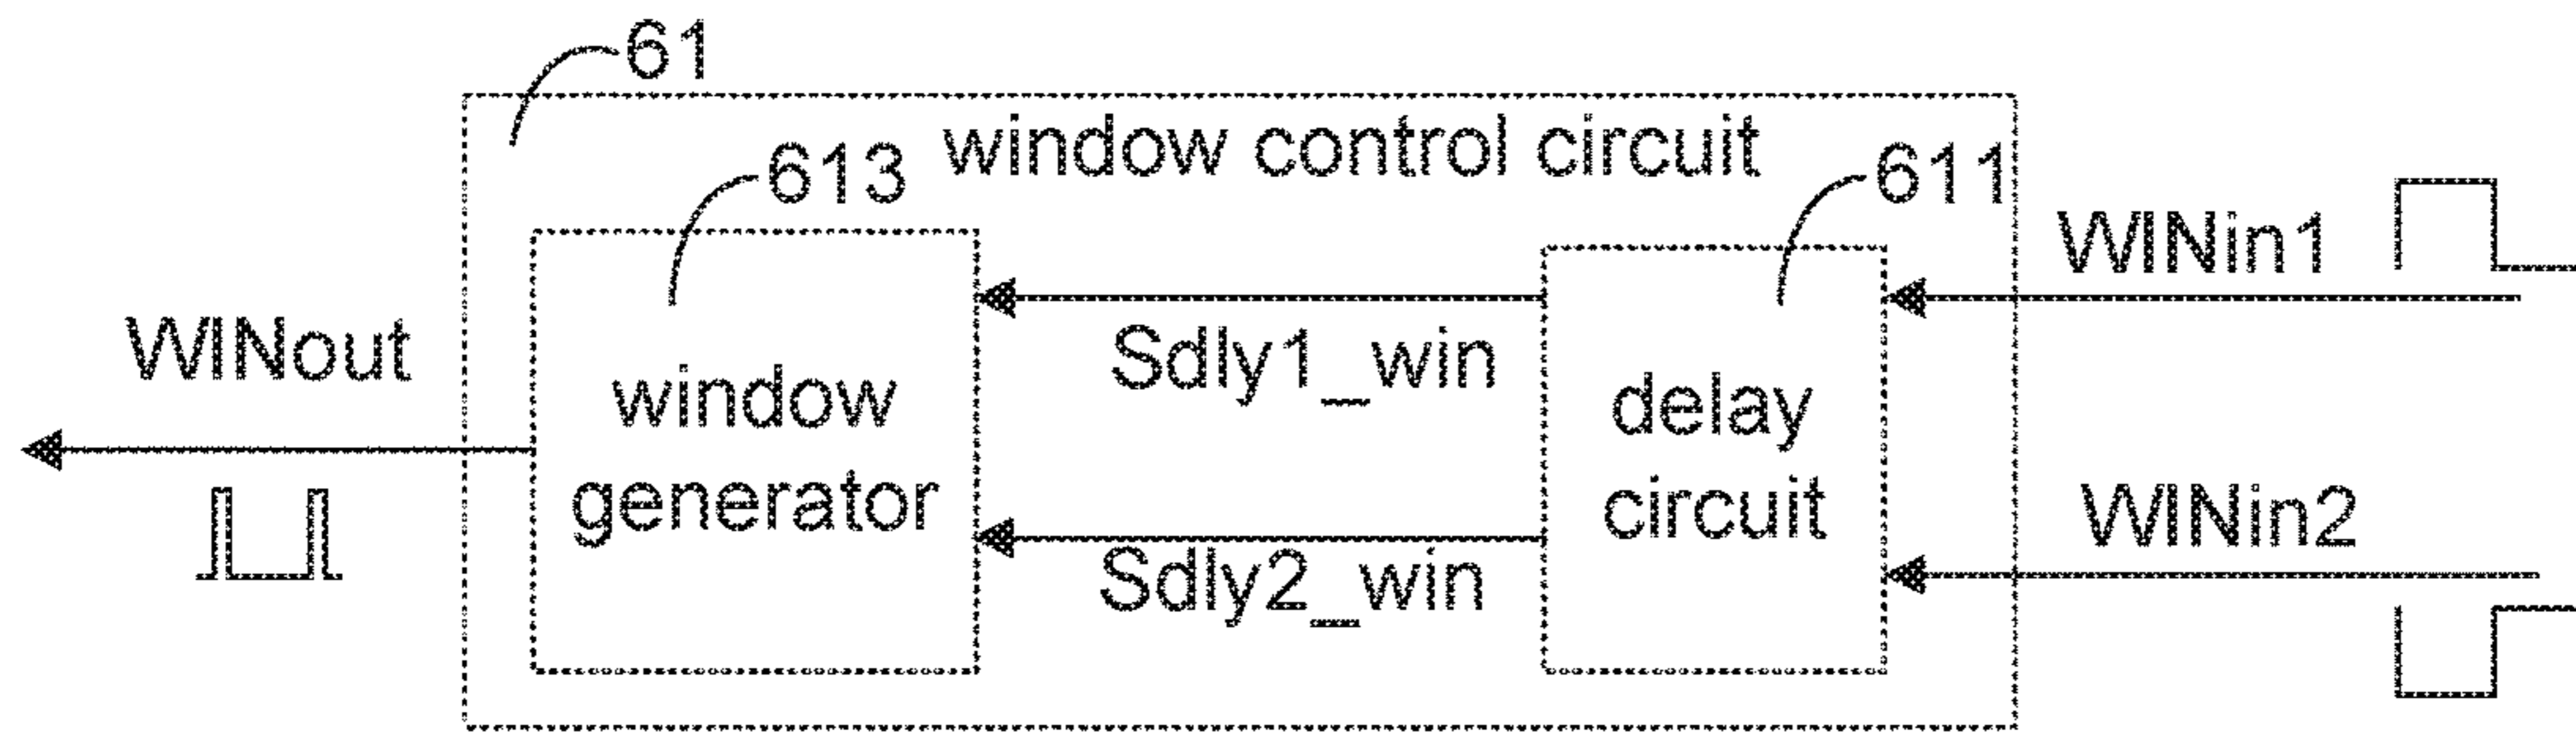 61
window control circuit
613
611
WINin1
WINout
Sdly1_win
window
generator
delay
circuit
WINin2
Sdly2_win